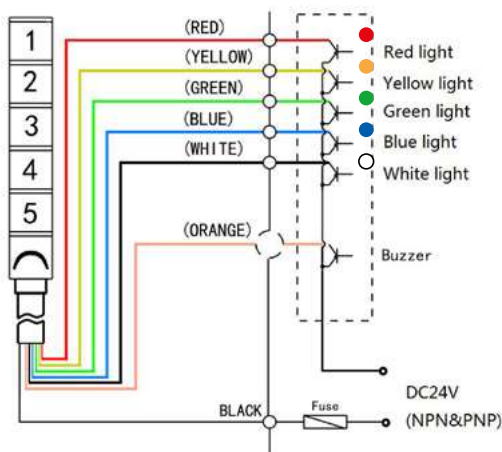 1
2
3
4
5
(RED)
(YELLOW)
(GREEN)
(BLUE)
(WHITE)
(ORANGE)
BLACK
Red light
Yellow light
Green light
Blue light
White light
Buzzer
Fuse
DC24V
(NPN&PNP)